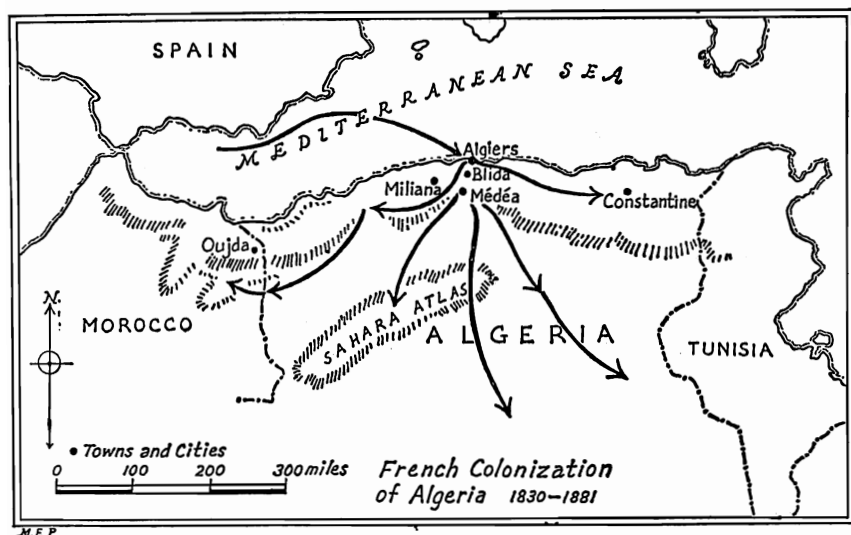 SPAIN
MEDITERRANEAN SEA
Algiers
Blida
Miliana
Médéa
Constantine
Oujda
N.
MOROCCO
SAHARA ATLAS
ALGERIA
TUNISIA
• Towns and Cities
0 100 200 300 miles
French Colonization
of Algeria 1830–1881
M.E.P.